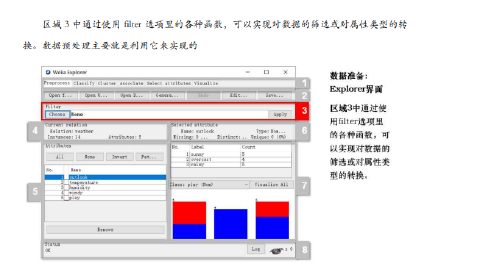 区域 3 中通过使用 filter 选项里的各种函数，可以实现对数据的筛选或对属性类型的转
换。数据预处理主要就是利用它来实现的
Weka Explorer
Preprocess Classify Cluster Associate Select attributes Visualize
1
Open f... Open U... Open D... Genera... Undo Edit... Save...
2
Filter
Choose None Apply
3
Current relation
Relation: weather
Instances: 14 Attributes: 5
4
Selected attribute
Name: outlook Type: Nom...
Missing: 0 ... Distinct: ... Unique: 0 (0%)
6
Attributes
All None Invert Pat...
No. Name
1 outlook
2 temperature
3 humidity
4 windy
5 play
5
Remove
No. Label Count
1 sunny 5
2 overcast 4
3 rainy 5
Class: play (Nom) Visualize All
7
5
4
5
Status
OK
Log x 0
8
数据准备：
Explorer界面
区域3中通过使
用filter选项里
的各种函数，可
以实现对数据的
筛选或对属性类
型的转换。